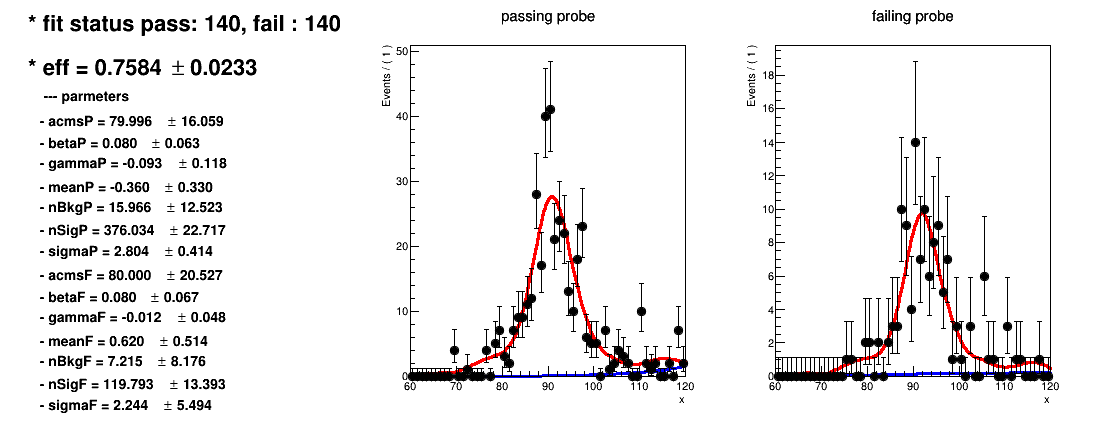 * fit status pass: 140, fail : 140
* eff = 0.7584 ± 0.0233
--- parmeters
- acmsP = 79.996 ± 16.059
- betaP = 0.080 ± 0.063
- gammaP = -0.093 ± 0.118
- meanP = -0.360 ± 0.330
- nBkgP = 15.966 ± 12.523
- nSigP = 376.034 ± 22.717
- sigmaP = 2.804 ± 0.414
- acmsF = 80.000 ± 20.527
- betaF = 0.080 ± 0.067
- gammaF = -0.012 ± 0.048
- meanF = 0.620 ± 0.514
- nBkgF = 7.215 ± 8.176
- nSigF = 119.793 ± 13.393
- sigmaF = 2.244 ± 5.494
passing probe
Events / ( 1 )
50
40
30
20
10
0
60 70 80 90 100 110 120
x
failing probe
Events / ( 1 )
18
16
14
12
10
8
6
4
2
0
60 70 80 90 100 110 120
x